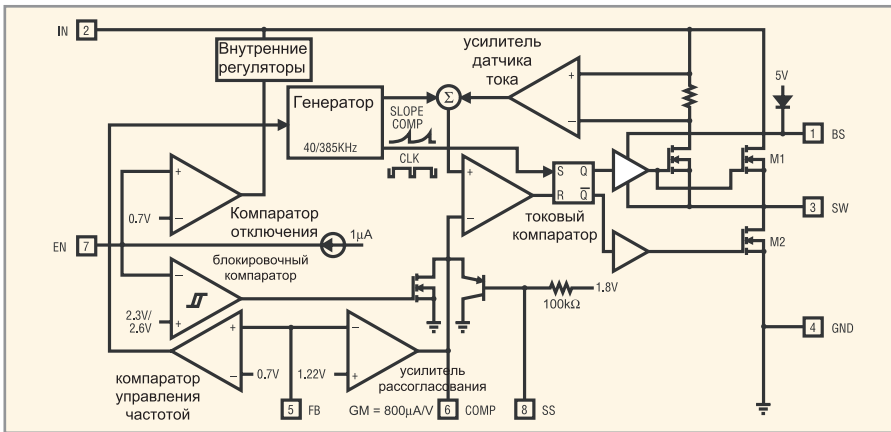 IN 2
Внутренние
регуляторы
усилитель
датчика
тока
+
−
5V
Генератор
40/385KHz
Σ
SLOPE
COMP
CLK
1 BS
M1
+
−
0.7V
+
−
S Q
R Q̅
токовый
компаратор
3 SW
Компаратор
отключения
1µA
EN 7
M2
блокировочный
компаратор
−
+
2.3V/
2.6V
1.8V
100kΩ
4 GND
+
−
0.7V
−
+
1.22V
компаратор
управления
частотой
усилитель
рассогласования
5 FB
GM = 800µA/V
6 COMP
8 SS